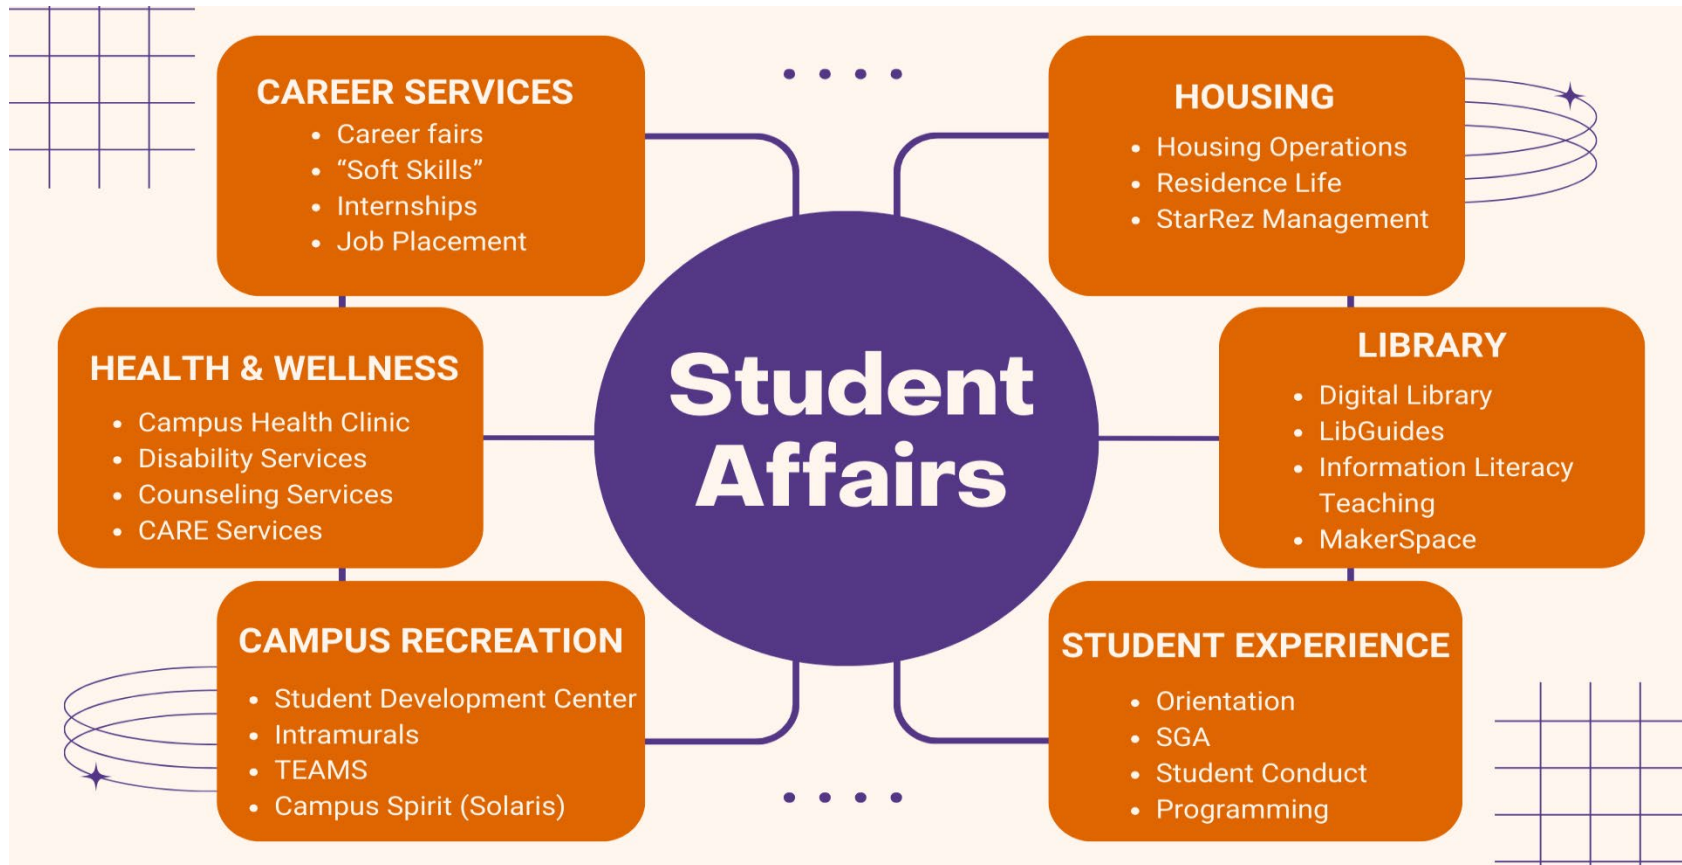 CAREER SERVICES
• Career fairs
• “Soft Skills”
• Internships
• Job Placement
HEALTH & WELLNESS
• Campus Health Clinic
• Disability Services
• Counseling Services
• CARE Services
CAMPUS RECREATION
• Student Development Center
• Intramurals
• TEAMS
• Campus Spirit (Solaris)
Student
Affairs
HOUSING
• Housing Operations
• Residence Life
• StarRez Management
LIBRARY
• Digital Library
• LibGuides
• Information Literacy
Teaching
• MakerSpace
STUDENT EXPERIENCE
• Orientation
• SGA
• Student Conduct
• Programming